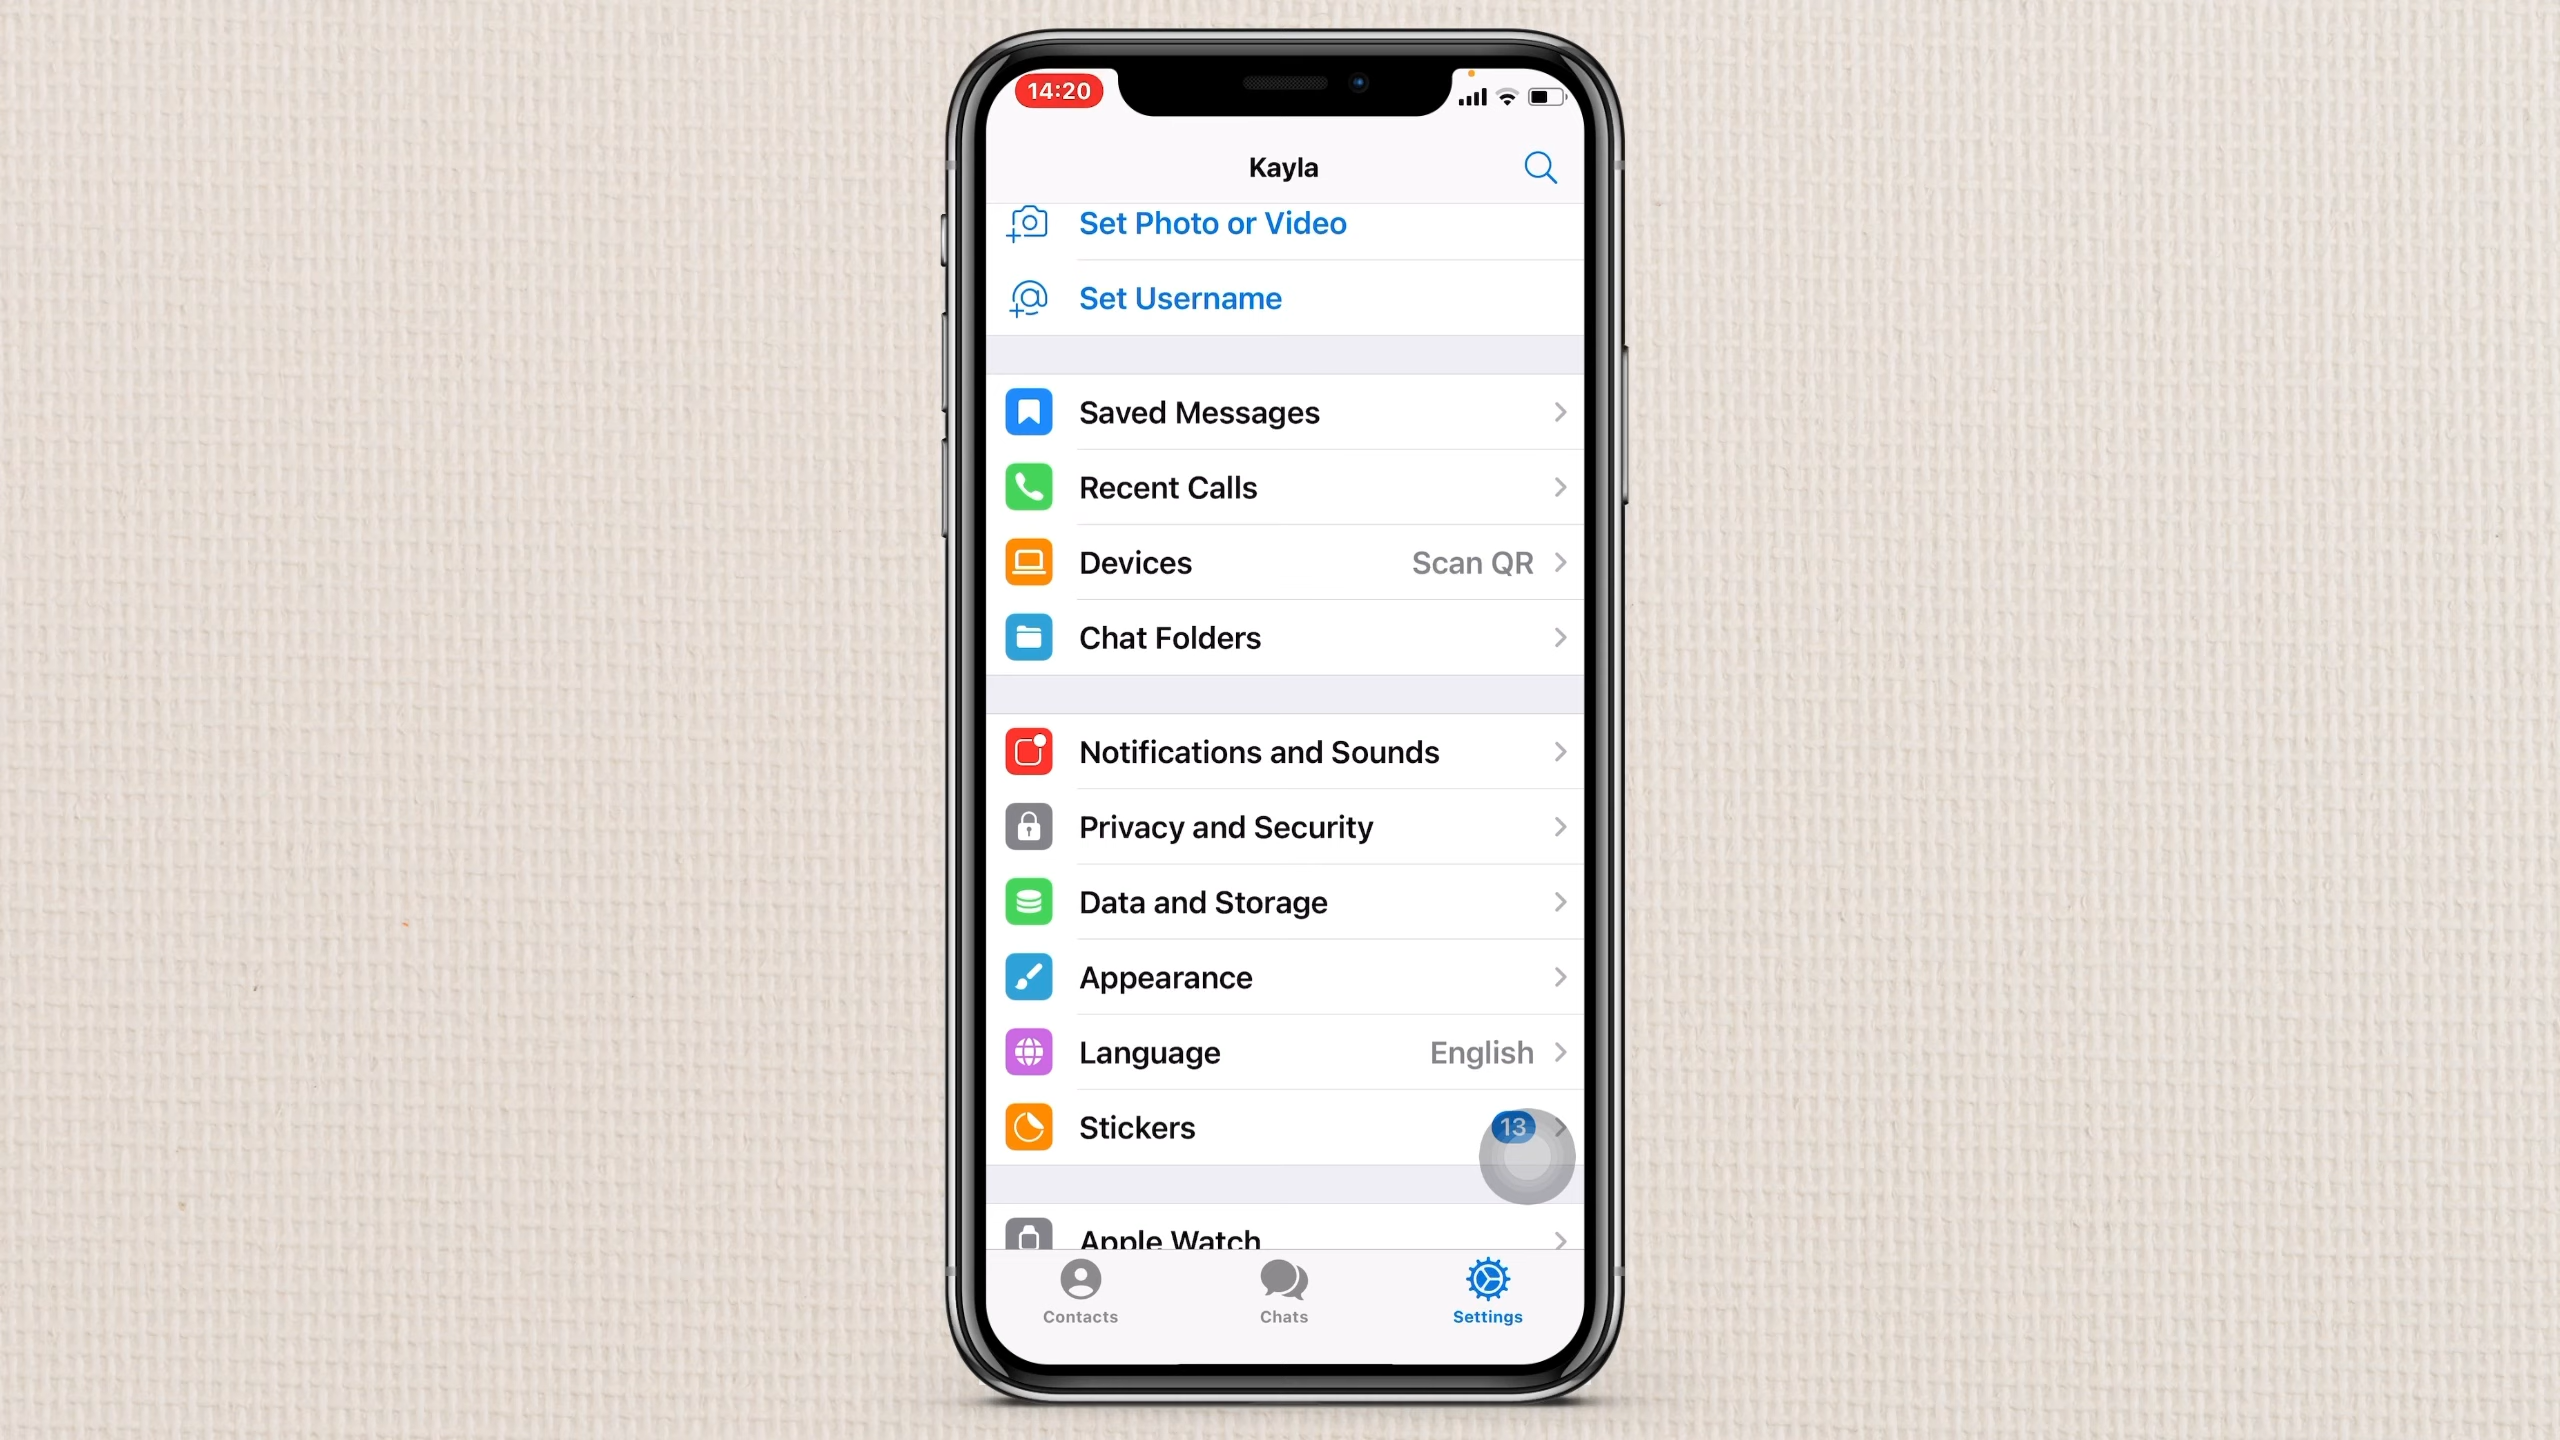 14:20
Kayla
Set Photo or Video
Set Username
Saved Messages
Recent Calls
Devices Scan QR
Chat Folders
Notifications and Sounds
Privacy and Security
Data and Storage
Appearance
Language English
Stickers 13
Apple Watch
Contacts Chats Settings